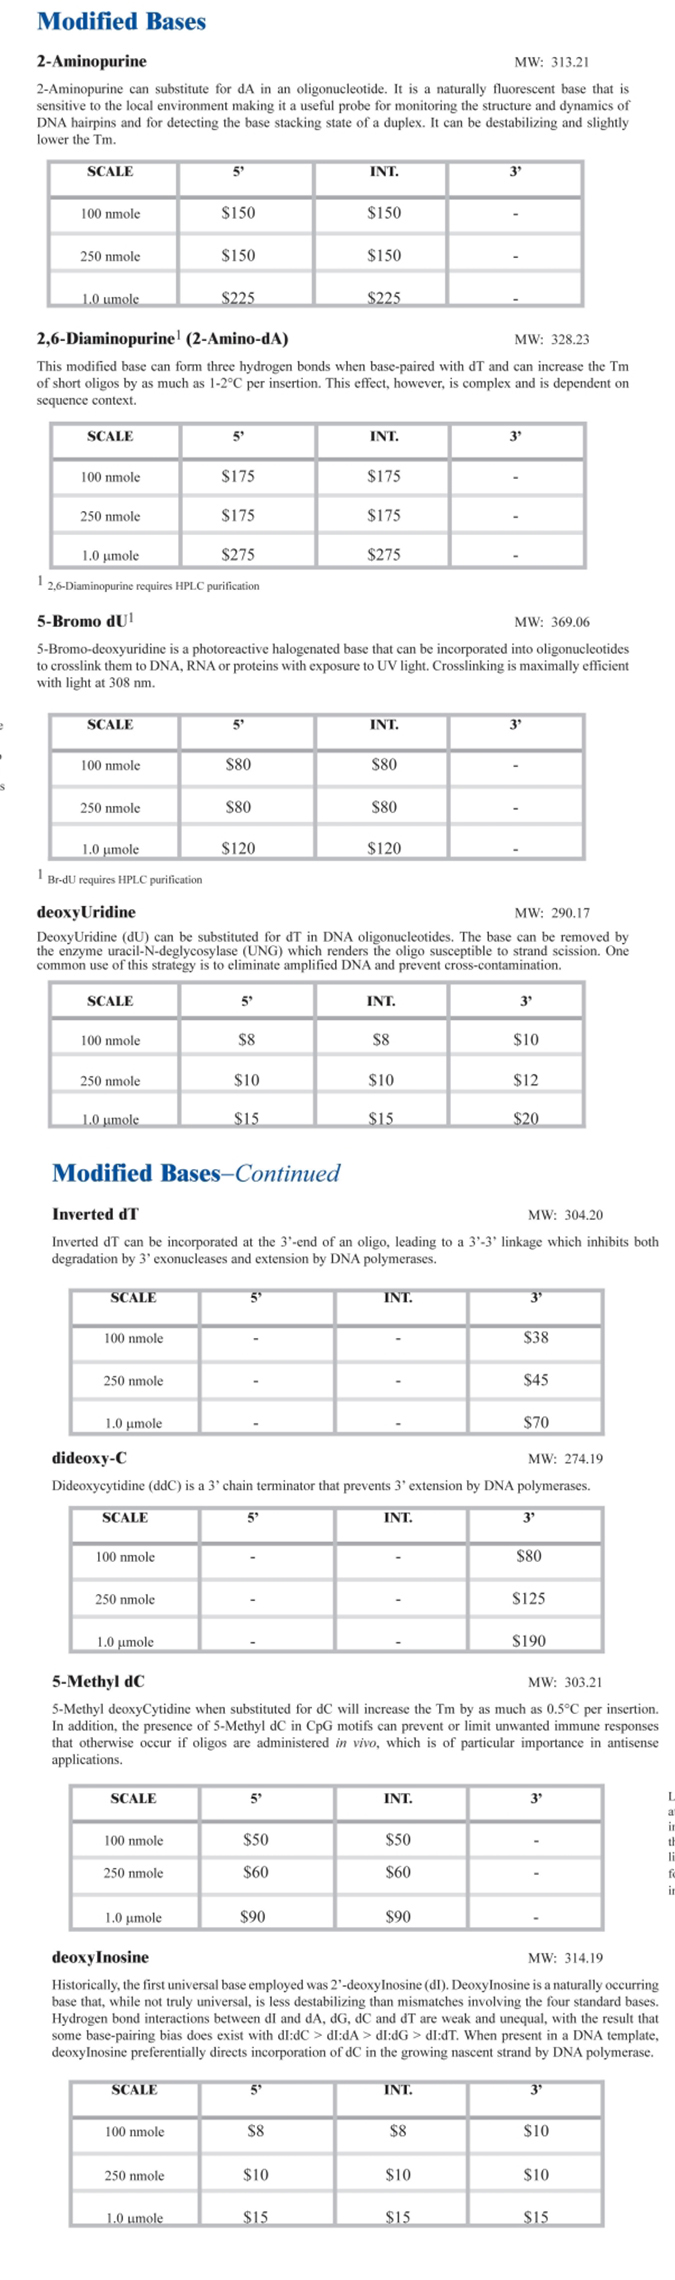 Modified Bases
2-Aminopurine MW: 313.21
2-Aminopurine can substitute for dA in an oligonucleotide. It is a naturally fluorescent base that is
sensitive to the local environment making it a useful probe for monitoring the structure and dynamics of
DNA hairpins and for detecting the base stacking state of a duplex. It can be destabilizing and slightly
lower the Tm.
SCALE 5' INT. 3'
100 nmole $150 $150 -
250 nmole $150 $150 -
1.0 µmole $225 $225 -
2,6-Diaminopurine1 (2-Amino-dA) MW: 328.23
This modified base can form three hydrogen bonds when base-paired with dT and can increase the Tm
of short oligos by as much as 1-2°C per insertion. This effect, however, is complex and is dependent on
sequence context.
SCALE 5' INT. 3'
100 nmole $175 $175 -
250 nmole $175 $175 -
1.0 µmole $275 $275 -
1 2,6-Diaminopurine requires HPLC purification
5-Bromo dU1 MW: 369.06
5-Bromo-deoxyuridine is a photoreactive halogenated base that can be incorporated into oligonucleotides
to crosslink them to DNA, RNA or proteins with exposure to UV light. Crosslinking is maximally efficient
with light at 308 nm.
SCALE 5' INT. 3'
100 nmole $80 $80 -
250 nmole $80 $80 -
1.0 µmole $120 $120 -
1 Br-dU requires HPLC purification
deoxyUridine MW: 290.17
DeoxyUridine (dU) can be substituted for dT in DNA oligonucleotides. The base can be removed by
the enzyme uracil-N-deglycosylase (UNG) which renders the oligo susceptible to strand scission. One
common use of this strategy is to eliminate amplified DNA and prevent cross-contamination.
SCALE 5' INT. 3'
100 nmole $8 $8 $10
250 nmole $10 $10 $12
1.0 µmole $15 $15 $20
Modified Bases–Continued
Inverted dT MW: 304.20
Inverted dT can be incorporated at the 3'-end of an oligo, leading to a 3'-3' linkage which inhibits both
degradation by 3' exonucleases and extension by DNA polymerases.
SCALE 5' INT. 3'
100 nmole - - $38
250 nmole - - $45
1.0 µmole - - $70
dideoxy-C MW: 274.19
Dideoxycytidine (ddC) is a 3' chain terminator that prevents 3' extension by DNA polymerases.
SCALE 5' INT. 3'
100 nmole - - $80
250 nmole - - $125
1.0 µmole - - $190
5-Methyl dC MW: 303.21
5-Methyl deoxyCytidine when substituted for dC will increase the Tm by as much as 0.5°C per insertion.
In addition, the presence of 5-Methyl dC in CpG motifs can prevent or limit unwanted immune responses
that otherwise occur if oligos are administered in vivo, which is of particular importance in antisense
applications.
SCALE 5' INT. 3'
100 nmole $50 $50 -
250 nmole $60 $60 -
1.0 µmole $90 $90 -
deoxyInosine MW: 314.19
Historically, the first universal base employed was 2'-deoxyInosine (dI). DeoxyInosine is a naturally occurring
base that, while not truly universal, is less destabilizing than mismatches involving the four standard bases.
Hydrogen bond interactions between dI and dA, dG, dC and dT are weak and unequal, with the result that
some base-pairing bias does exist with dI:dC > dI:dA > dI:dG > dI:dT. When present in a DNA template,
deoxyInosine preferentially directs incorporation of dC in the growing nascent strand by DNA polymerase.
SCALE 5' INT. 3'
100 nmole $8 $8 $10
250 nmole $10 $10 $10
1.0 µmole $15 $15 $15